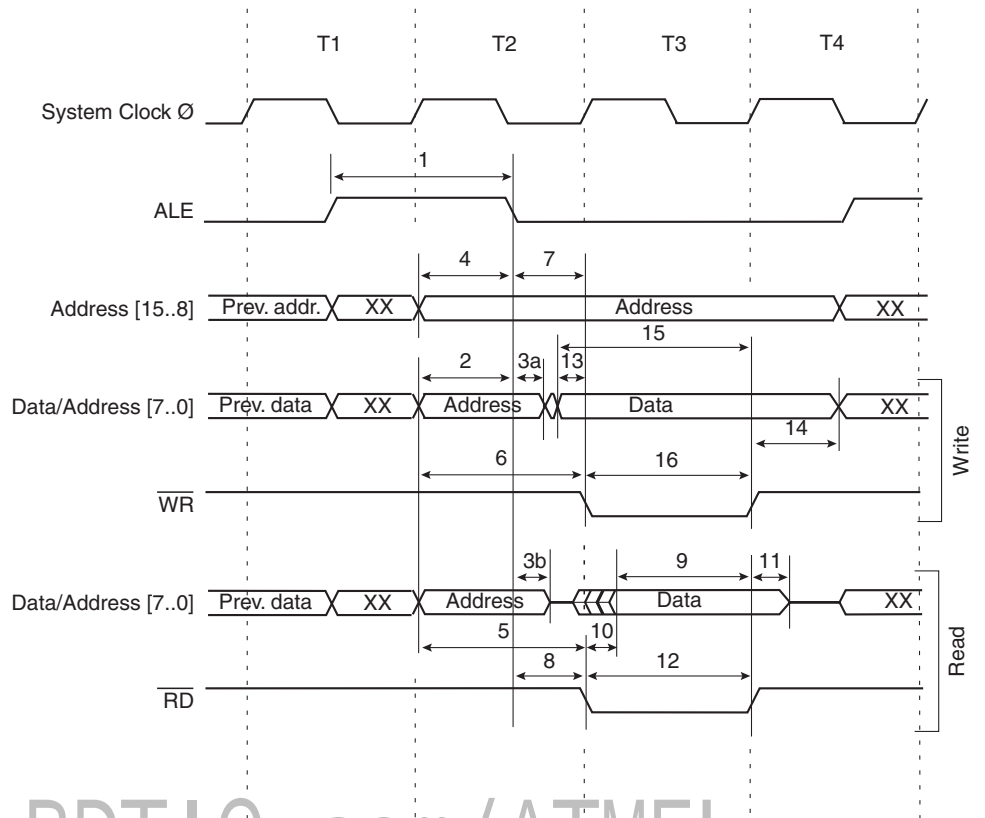 T1 T2 T3 T4
System Clock Ø
1
ALE
4 7
Address [15..8] Prev. addr. XX Address XX
15
2 3a 13
Data/Address [7..0] Prev. data XX Address Data XX
14
6 16
WR
Write
3b 9 11
Data/Address [7..0] Prev. data XX Address Data XX
5 10
8 12
RD
Read